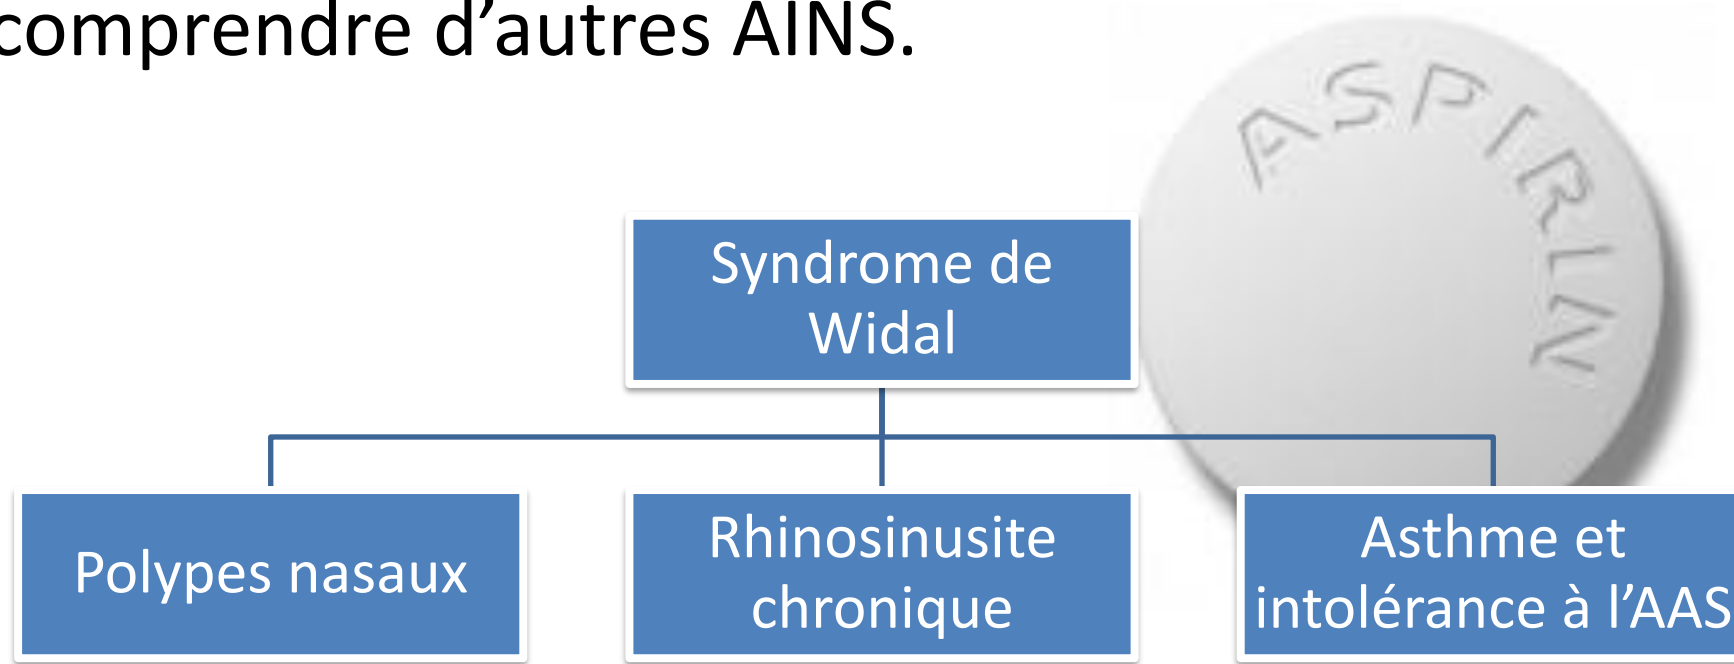 comprendre d’autres AINS.
ASPIRIN
Syndrome de
Widal
Polypes nasaux
Rhinosinusite
chronique
Asthme et
intolérance à l’AAS